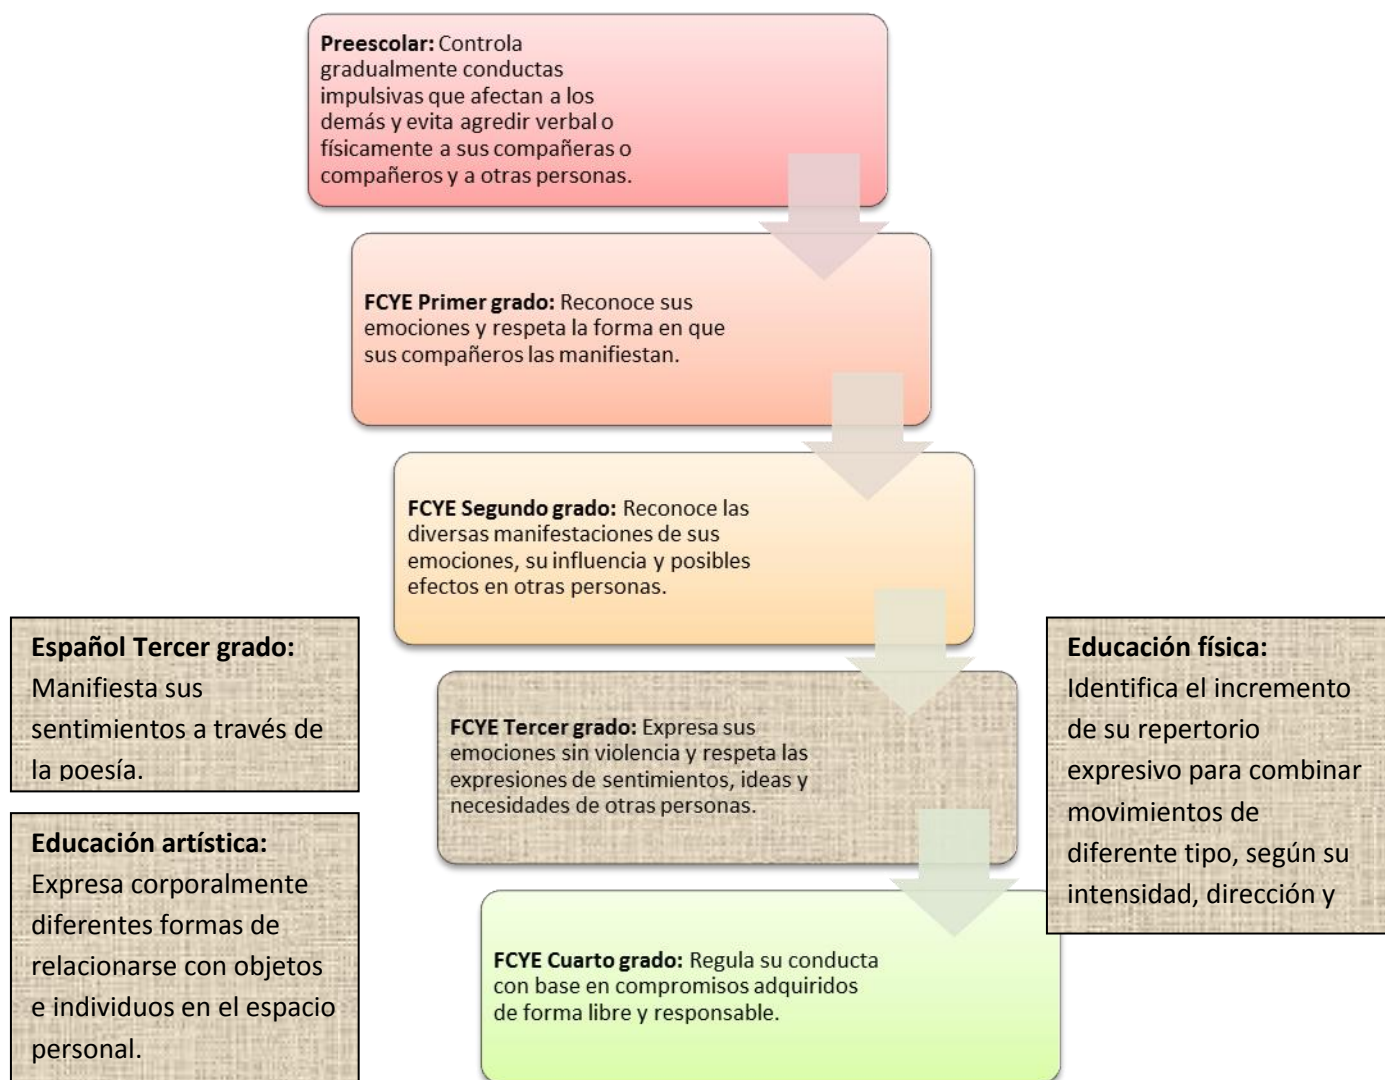 Preescolar: Controla
gradualmente conductas
impulsivas que afectan a los
demás y evita agredir verbal o
físicamente a sus compañeras o
compañeros y a otras personas.
FCYE Primer grado: Reconoce sus
emociones y respeta la forma en que
sus compañeros las manifiestan.
FCYE Segundo grado: Reconoce las
diversas manifestaciones de sus
emociones, su influencia y posibles
efectos en otras personas.
Español Tercer grado:
Manifiesta sus
sentimientos a través de
la poesía.
FCYE Tercer grado: Expresa sus
emociones sin violencia y respeta las
expresiones de sentimientos, ideas y
necesidades de otras personas.
Educación física:
Identifica el incremento
de su repertorio
expresivo para combinar
movimientos de
diferente tipo, según su
intensidad, dirección y
Educación artística:
Expresa corporalmente
diferentes formas de
relacionarse con objetos
e individuos en el espacio
personal.
FCYE Cuarto grado: Regula su conducta
con base en compromisos adquiridos
de forma libre y responsable.